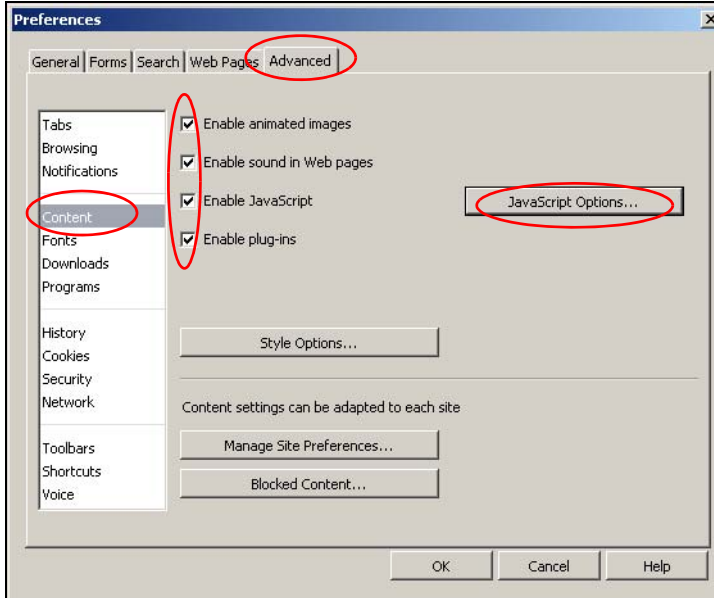 Preferences
General Forms Search Web Pages Advanced
Tabs
Browsing
Notifications
Content
Fonts
Downloads
Programs
History
Cookies
Security
Network
Toolbars
Shortcuts
Voice
Enable animated images
Enable sound in Web pages
Enable JavaScript
JavaScript Options...
Enable plug-ins
Style Options...
Content settings can be adapted to each site
Manage Site Preferences...
Blocked Content...
OK Cancel Help